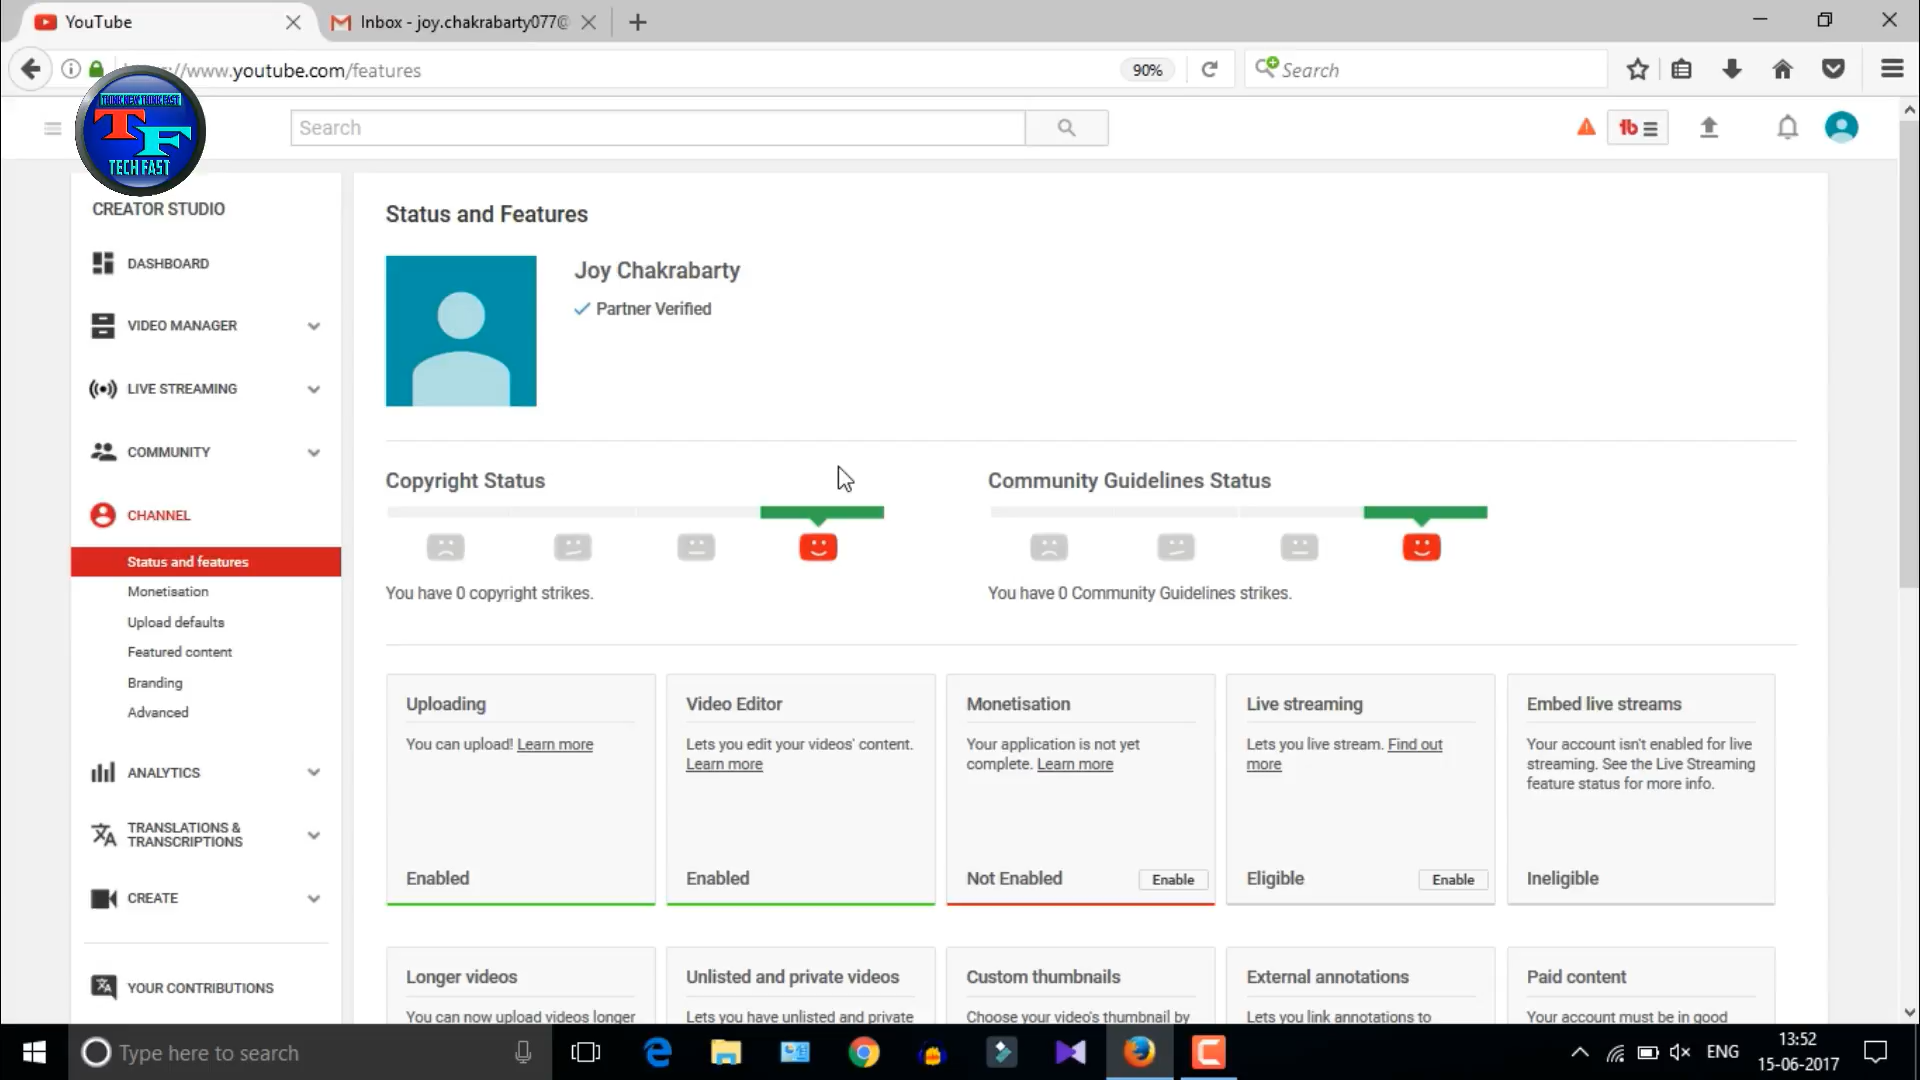 YouTube
Inbox - joy.chakrabarty077@
://www.youtube.com/features
90%
Search
THINK NEW THINK FAST
TF
TECH FAST
Search
CREATOR STUDIO
DASHBOARD
VIDEO MANAGER
LIVE STREAMING
COMMUNITY
CHANNEL
Status and features
Monetisation
Upload defaults
Featured content
Branding
Advanced
ANALYTICS
TRANSLATIONS &
TRANSCRIPTIONS
CREATE
YOUR CONTRIBUTIONS
Status and Features
Joy Chakrabarty
Partner Verified
Copyright Status
You have 0 copyright strikes.
Community Guidelines Status
You have 0 Community Guidelines strikes.
Uploading
You can upload! Learn more
Enabled
Video Editor
Lets you edit your videos' content.
Learn more
Enabled
Monetisation
Your application is not yet
complete. Learn more
Not Enabled
Enable
Live streaming
Lets you live stream. Find out
more
Eligible
Enable
Embed live streams
Your account isn't enabled for live
streaming. See the Live Streaming
feature status for more info.
Ineligible
Longer videos
You can now upload videos longer
Unlisted and private videos
Lets you have unlisted and private
Custom thumbnails
Choose your video's thumbnail by
External annotations
Lets you link annotations to
Paid content
Your account must be in good
Type here to search
ENG
13:52
15-06-2017